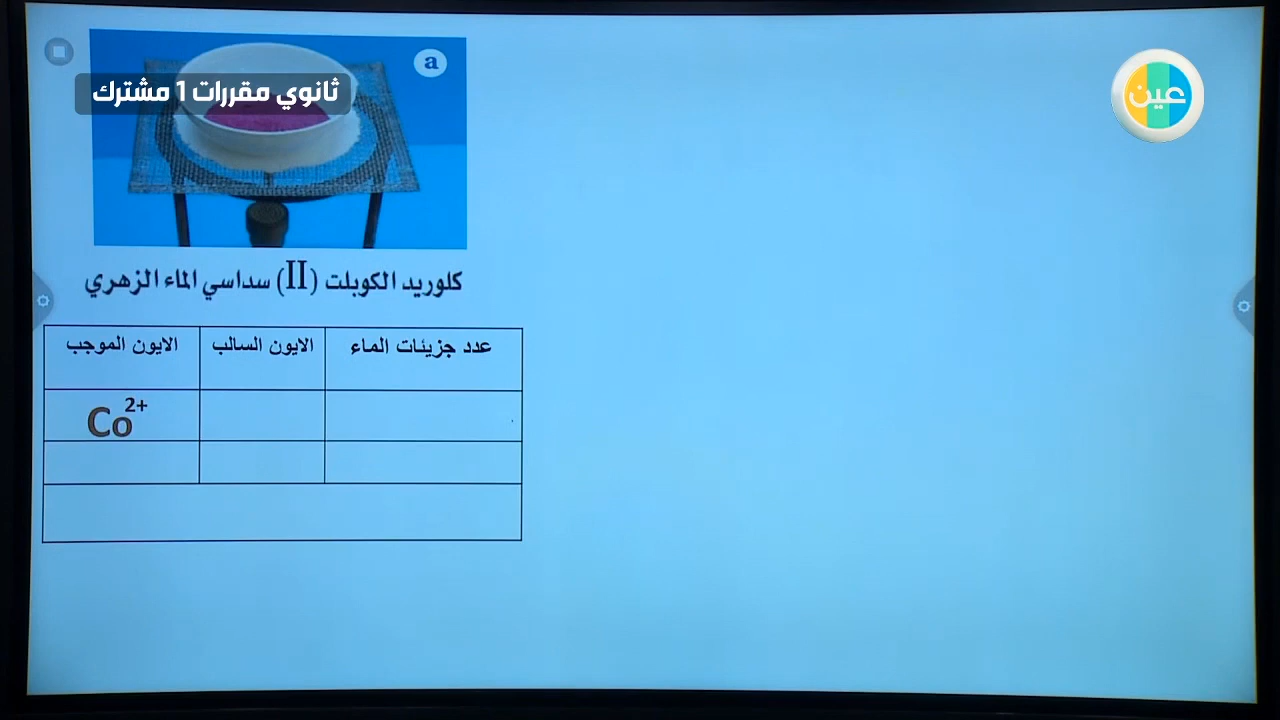 a
ثانوي مقررات 1 مشترك
عين
كلوريد الكوبلت (II) سداسي الماء الزهري
عدد جزيئات الماء الايون السالب الايون الموجب
Co2+